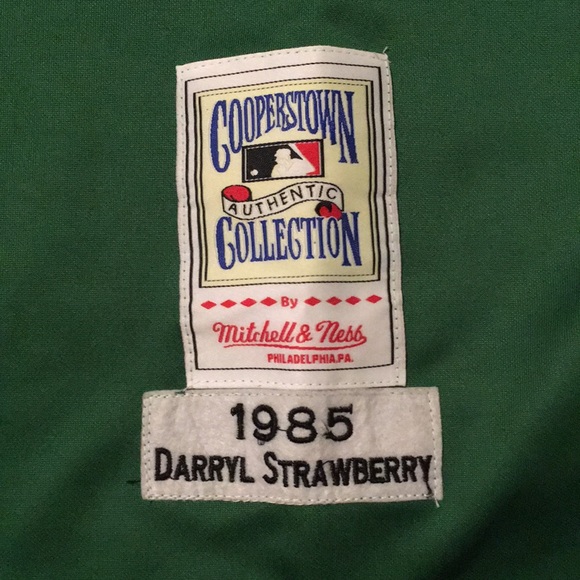 COOPERSTOWN
AUTHENTIC
COLLECTION
By
Mitchell & Ness
PHILADELPHIA,PA.
1985
DARRYL STRAWBERRY